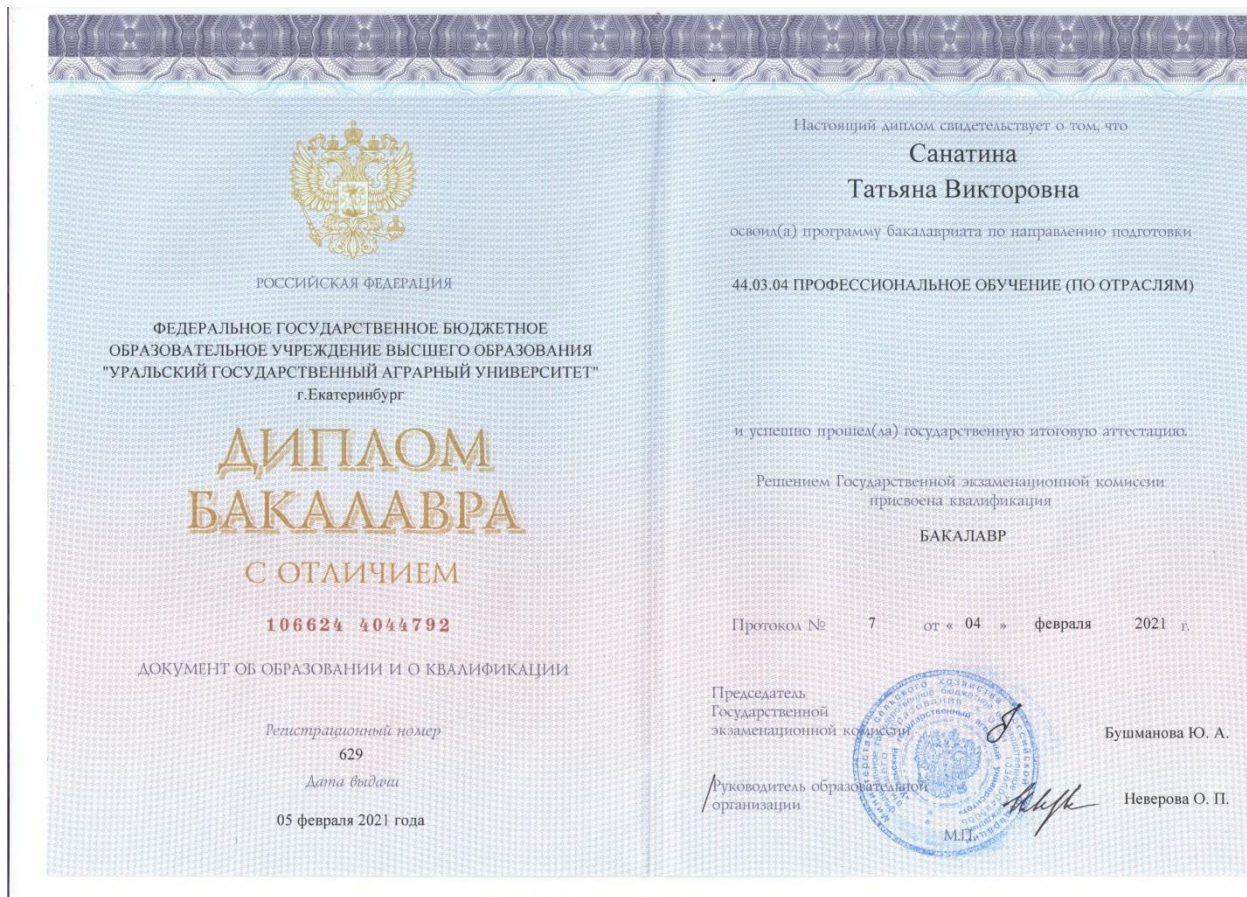 РОССИЙСКАЯ ФЕДЕРАЦИЯ
ФЕДЕРАЛЬНОЕ ГОСУДАРСТВЕННОЕ БЮДЖЕТНОЕ
ОБРАЗОВАТЕЛЬНОЕ УЧРЕЖДЕНИЕ ВЫСШЕГО ОБРАЗОВАНИЯ
"УРАЛЬСКИЙ ГОСУДАРСТВЕННЫЙ АГРАРНЫЙ УНИВЕРСИТЕТ"
г.Екатеринбург
ДИПЛОМ
БАКАЛАВРА
С ОТЛИЧИЕМ
106624 4044792
ДОКУМЕНТ ОБ ОБРАЗОВАНИИ И О КВАЛИФИКАЦИИ
Регистрационный номер
629
Дата выдачи
05 февраля 2021 года
Настоящий диплом свидетельствует о том, что
Санатина
Татьяна Викторовна
освоил(а) программу бакалавриата по направлению подготовки
44.03.04 ПРОФЕССИОНАЛЬНОЕ ОБУЧЕНИЕ (ПО ОТРАСЛЯМ)
и успешно прошел(ла) государственную итоговую аттестацию.
Решением Государственной экзаменационной комиссии
присвоена квалификация
БАКАЛАВР
Протокол № 7 от « 04 » февраля 2021 г.
Председатель
Государственной
экзаменационной комиссии
Бушманова Ю. А.
Руководитель образовательной
организации
Неверова О. П.
М.П.